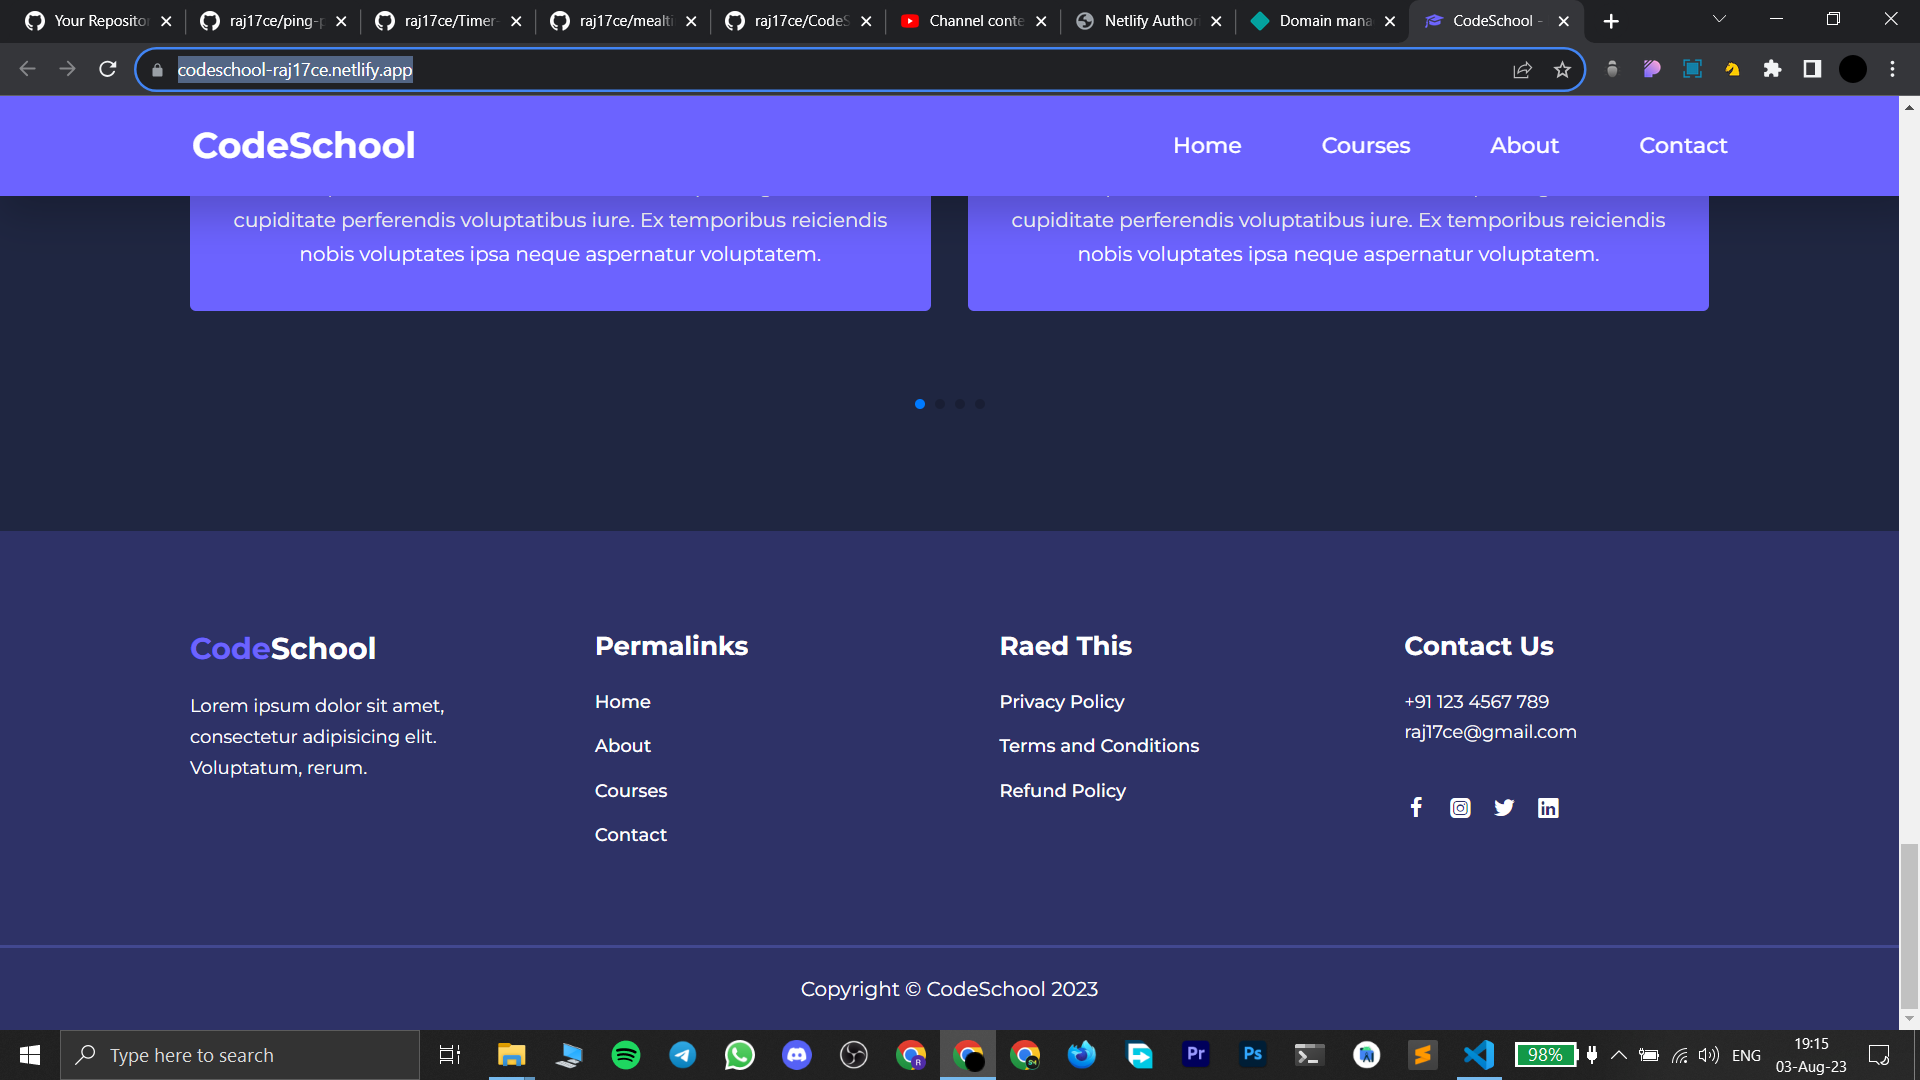 Your Repositor
raj17ce/ping-p
raj17ce/Timer-
raj17ce/mealti
raj17ce/CodeS
Channel conte
Netlify Author
Domain mana
CodeSchool -
codeschool-raj17ce.netlify.app
CodeSchool
Home
Courses
About
Contact
cupiditate perferendis voluptatibus iure. Ex temporibus reiciendis
nobis voluptates ipsa neque aspernatur voluptatem.
cupiditate perferendis voluptatibus iure. Ex temporibus reiciendis
nobis voluptates ipsa neque aspernatur voluptatem.
CodeSchool
Lorem ipsum dolor sit amet,
consectetur adipisicing elit.
Voluptatum, rerum.
Permalinks
Home
About
Courses
Contact
Raed This
Privacy Policy
Terms and Conditions
Refund Policy
Contact Us
+91 123 4567 789
raj17ce@gmail.com
Copyright © CodeSchool 2023
Type here to search
Pr
Ps
98%
ENG
19:15
03-Aug-23